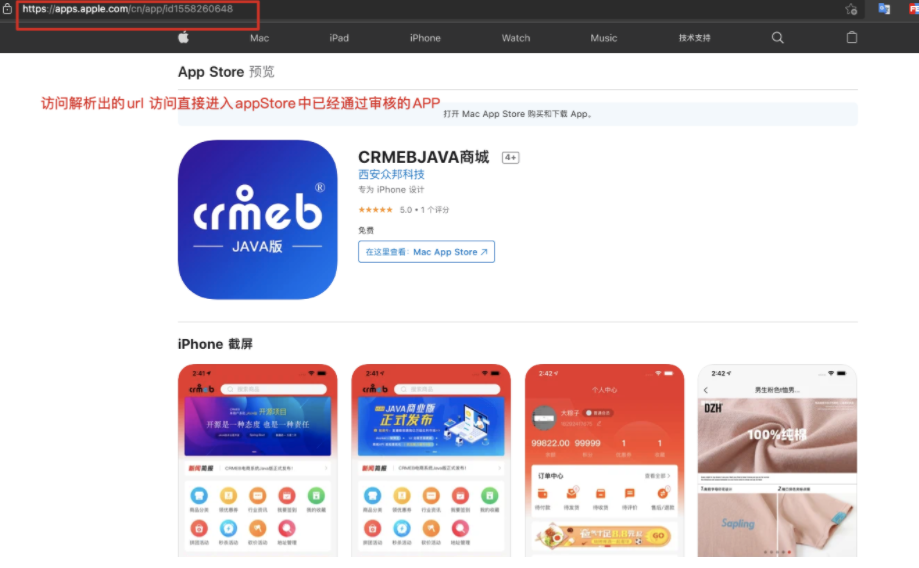 https://apps.apple.com/cn/app/id1558260648
Mac iPad iPhone Watch Music 技术支持
App Store 预览
访问解析出的url 访问直接进入appStore中已经通过审核的APP
打开 Mac App Store 购买和下载 App。
crmeb®
JAVA版
CRMEBJAVA商城 4+
西安众邦科技
专为 iPhone 设计
★★★★★ 5.0 • 1 个评分
免费
在这里查看: Mac App Store ↗
iPhone 截屏
2:41
crmeb 搜索商品
开源项目
开源是一种态度 也是一种责任
新闻简报 CRMEB电商系统Java版正式发布!
商品分类 领优惠券 行业资讯 我要签到 我的收藏
拼团活动 秒杀活动 砍价活动 地址管理
2:41
crmeb 搜索商品
JAVA商业版
正式发布
新闻简报 CRMEB电商系统Java版正式发布!
商品分类 领优惠券 行业资讯 我要签到 我的收藏
拼团活动 秒杀活动 砍价活动 地址管理
2:42
个人中心
99822.00 99999 1 1
余额 积分 优惠券 收藏
订单中心 查看全部
待付款 待发货 待收货 待评价 售后/退款
GO
2:42
DZH
100%纯棉
Sapling